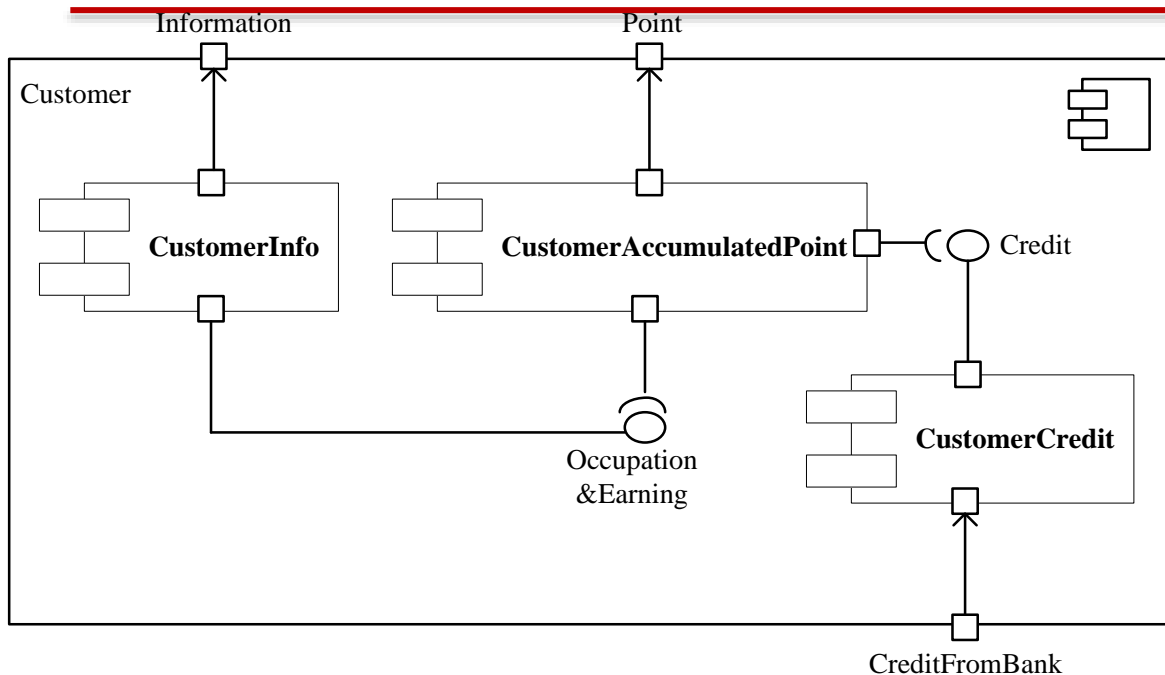 Information
Point
Customer
CustomerInfo
CustomerAccumulatedPoint
Credit
CustomerCredit
Occupation
&Earning
CreditFromBank